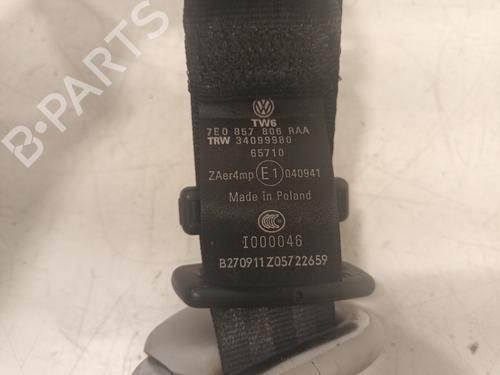 TW6
7E0 857 806 RAA
TRW 34099980
65710
ZAer4mp E1 040941
Made in Poland
I000046
B270911Z05722659
B-PARTS